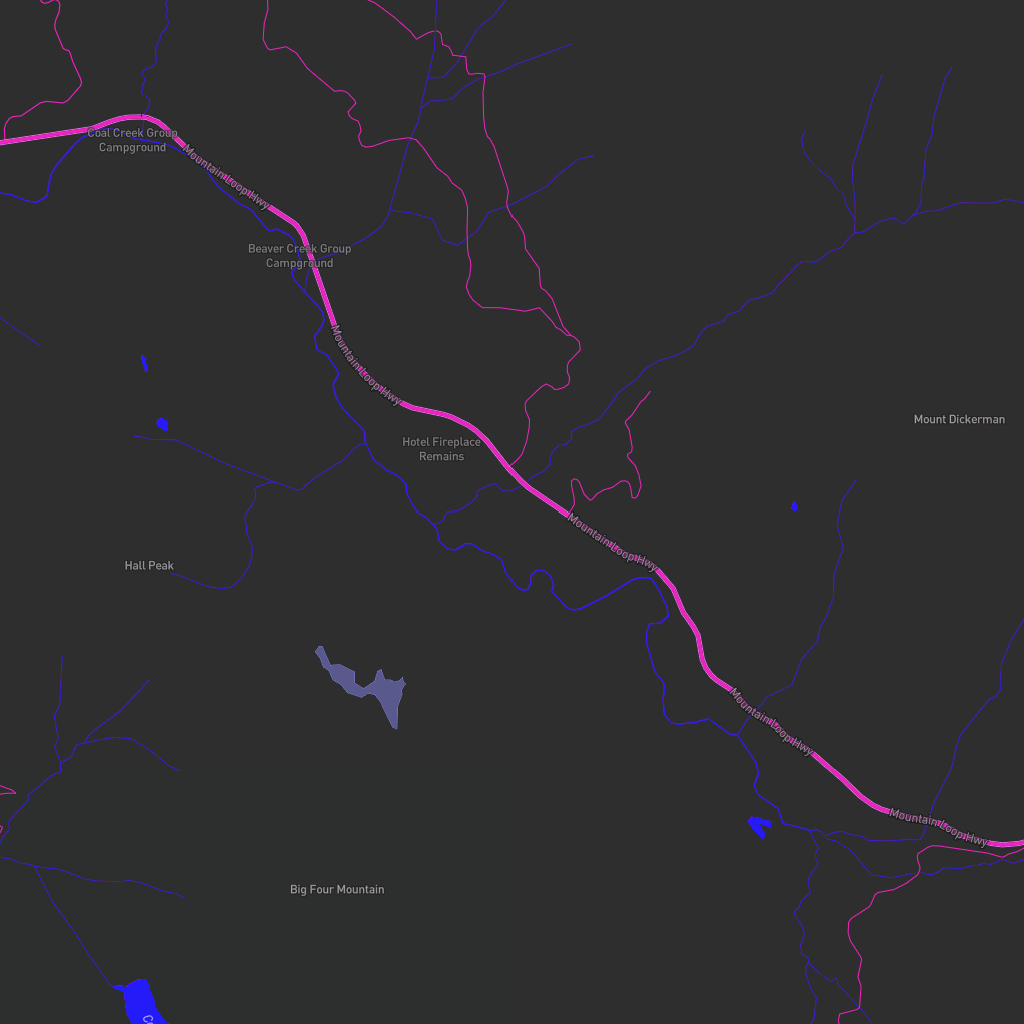 Coal Creek Group
Campground
Mountain Loop Hwy
Beaver Creek Group
Campground
Mountain Loop Hwy
Mount Dickerman
Hotel Fireplace
Remains
Mountain Loop Hwy
Hall Peak
Mountain Loop Hwy
Mountain Loop Hwy
Big Four Mountain